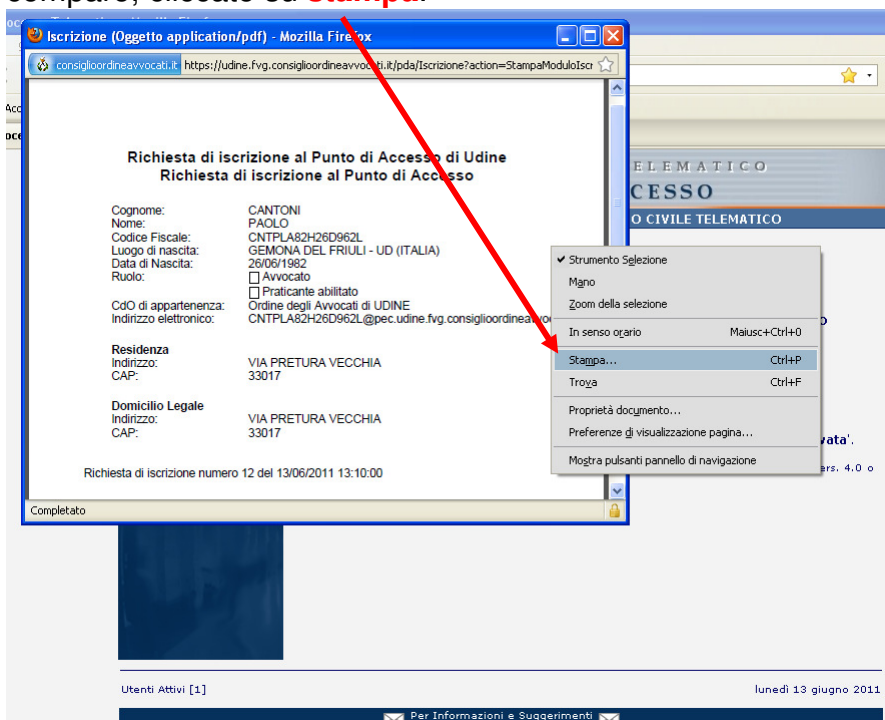 compare, cliccate su Stampa.
Iscrizione (Oggetto application/pdf) - Mozilla Firefox
consiglioordineavvocati.it https://udine.fvg.consiglioordineavvocati.it/pda/Iscrizione?action=StampaModuloIscr
Richiesta di iscrizione al Punto di Accesso di Udine
Richiesta di iscrizione al Punto di Accesso
Cognome: CANTONI
Nome: PAOLO
Codice Fiscale: CNTPLA82H26D962L
Luogo di nascita: GEMONA DEL FRIULI - UD (ITALIA)
Data di Nascita: 26/06/1982
Ruolo: Avvocato
Praticante abilitato
CdO di appartenenza: Ordine degli Avvocati di UDINE
Indirizzo elettronico: CNTPLA82H26D962L@pec.udine.fvg.consiglioordineavvo
Residenza
Indirizzo: VIA PRETURA VECCHIA
CAP: 33017
Domicilio Legale
Indirizzo: VIA PRETURA VECCHIA
CAP: 33017
Richiesta di iscrizione numero 12 del 13/06/2011 13:10:00
Completato
ELEMATICO
CESSO
O CIVILE TELEMATICO
Strumento Selezione
Mano
Zoom della selezione
In senso orario Maiusc+Ctrl+0
Stampa... Ctrl+P
Trova Ctrl+F
Proprietà documento...
Preferenze di visualizzazione pagina...
Mostra pulsanti pannello di navigazione
vata'.
ers. 4.0 o
Utenti Attivi [1] lunedì 13 giugno 2011
Per Informazioni e Suggerimenti